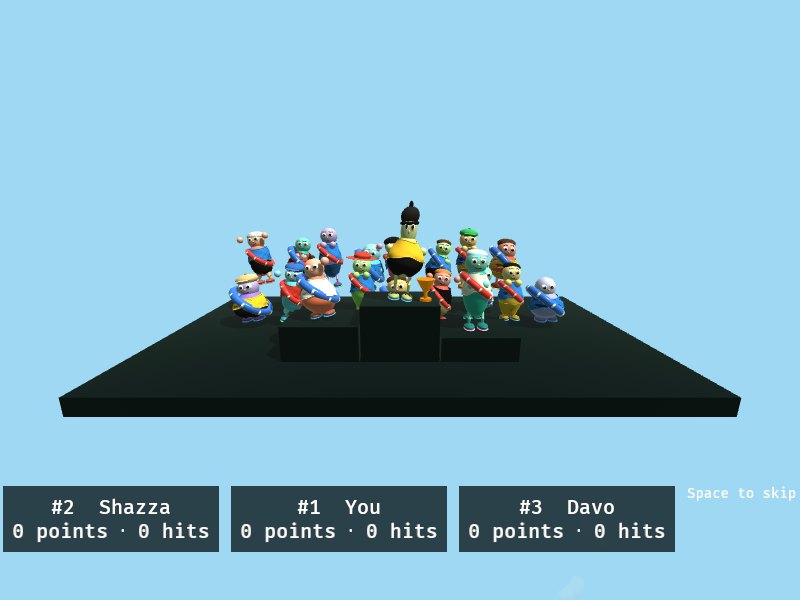 #2  Shazza
0 points · 0 hits
#1  You
0 points · 0 hits
#3  Davo
0 points · 0 hits
Space to skip